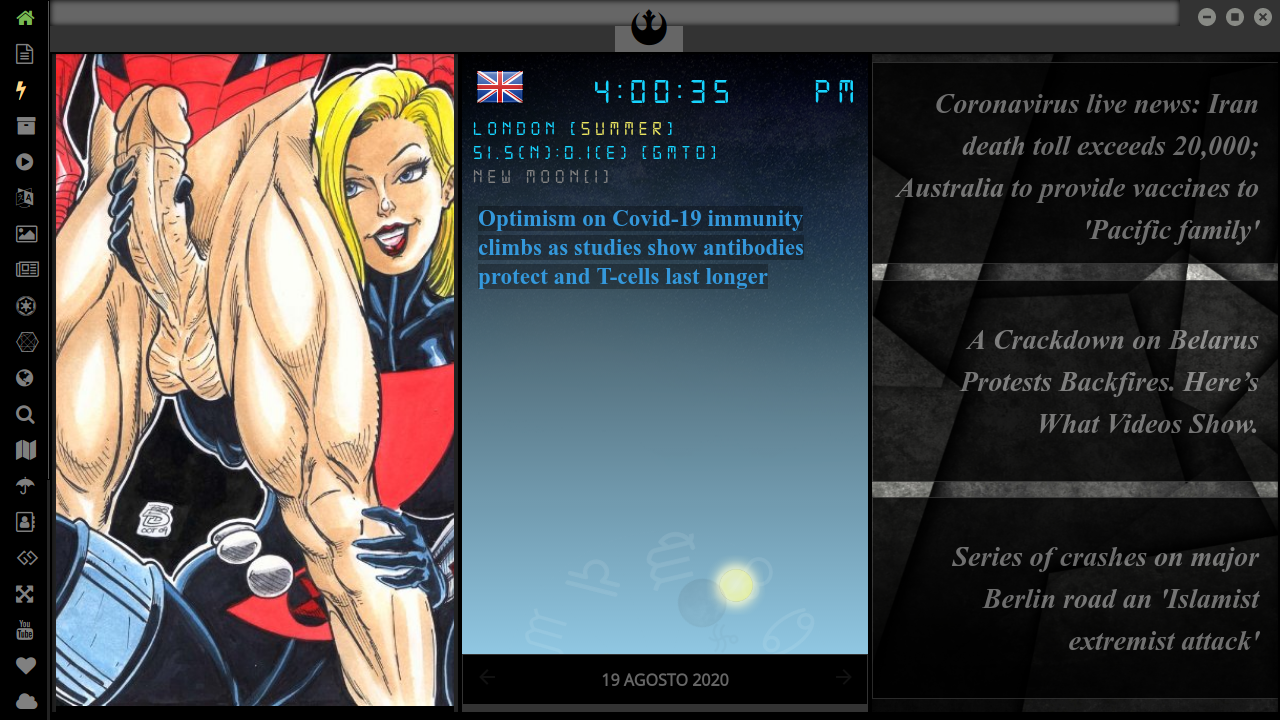 4:00:35 PM
LONDON (SUMMER)
51.5(N):0.1(E) (GMT0)
NEW MOON(1)
Optimism on Covid-19 immunity
climbs as studies show antibodies
protect and T-cells last longer
19 AGOSTO 2020
Coronavirus live news: Iran
death toll exceeds 20,000;
Australia to provide vaccines to
'Pacific family'
A Crackdown on Belarus
Protests Backfires. Here’s
What Videos Show.
Series of crashes on major
Berlin road an 'Islamist
extremist attack'
You
Tube